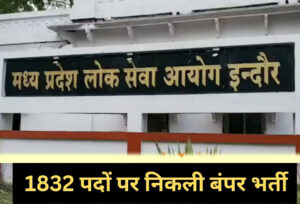 मध्य प्रदेश लोक सेवा आयोग इन्दौर
1832 पदों पर निकली बंपर भर्ती